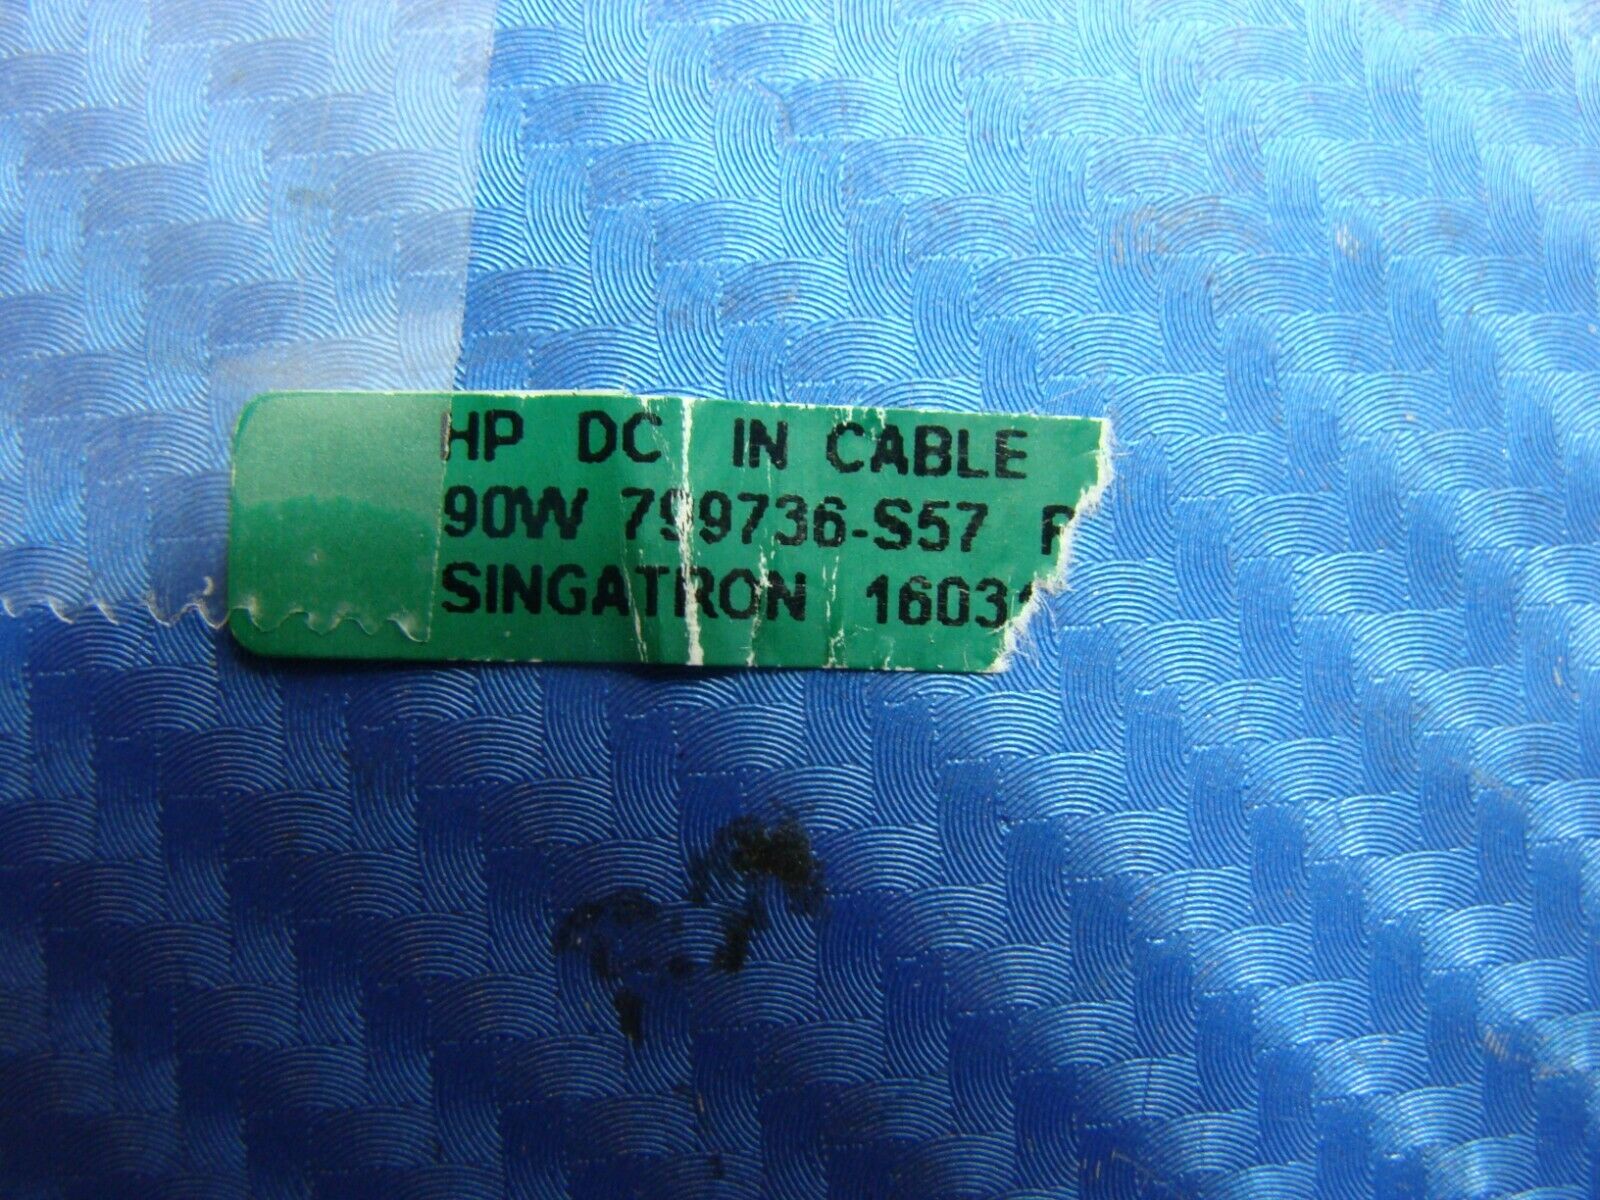 HP DC IN CABLE
90W 799736-S57
SINGATRON